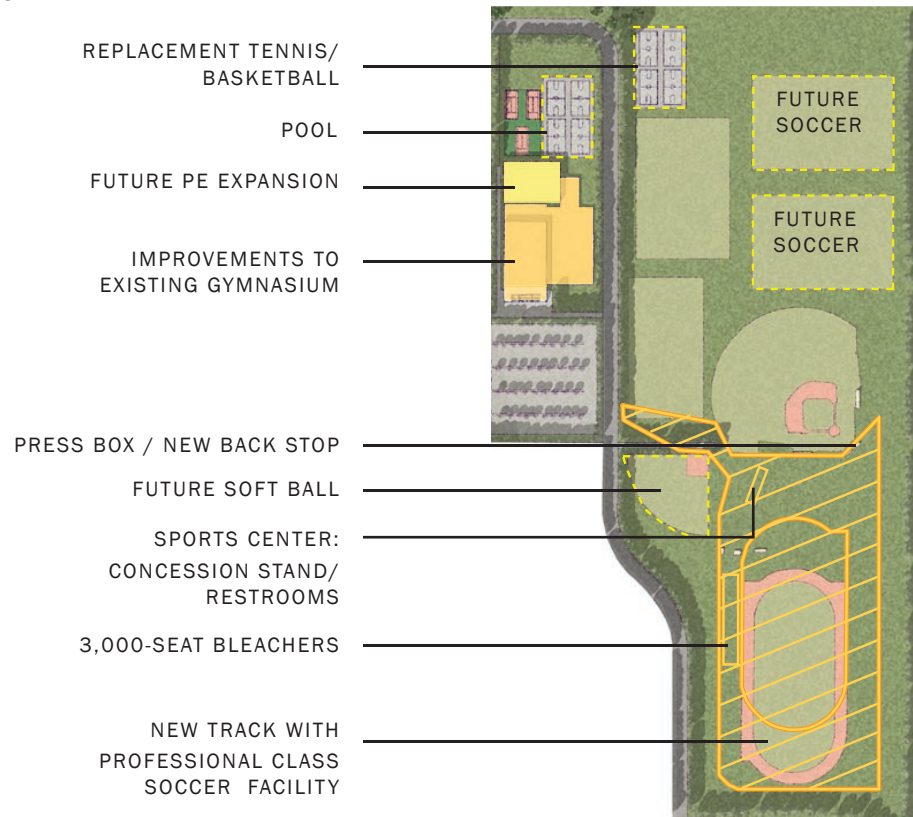 REPLACEMENT TENNIS/
BASKETBALL
POOL
FUTURE PE EXPANSION
IMPROVEMENTS TO
EXISTING GYMNASIUM
PRESS BOX / NEW BACK STOP
FUTURE SOFT BALL
SPORTS CENTER:
CONCESSION STAND/
RESTROOMS
3,000-SEAT BLEACHERS
NEW TRACK WITH
PROFESSIONAL CLASS
SOCCER FACILITY
FUTURE
SOCCER
FUTURE
SOCCER